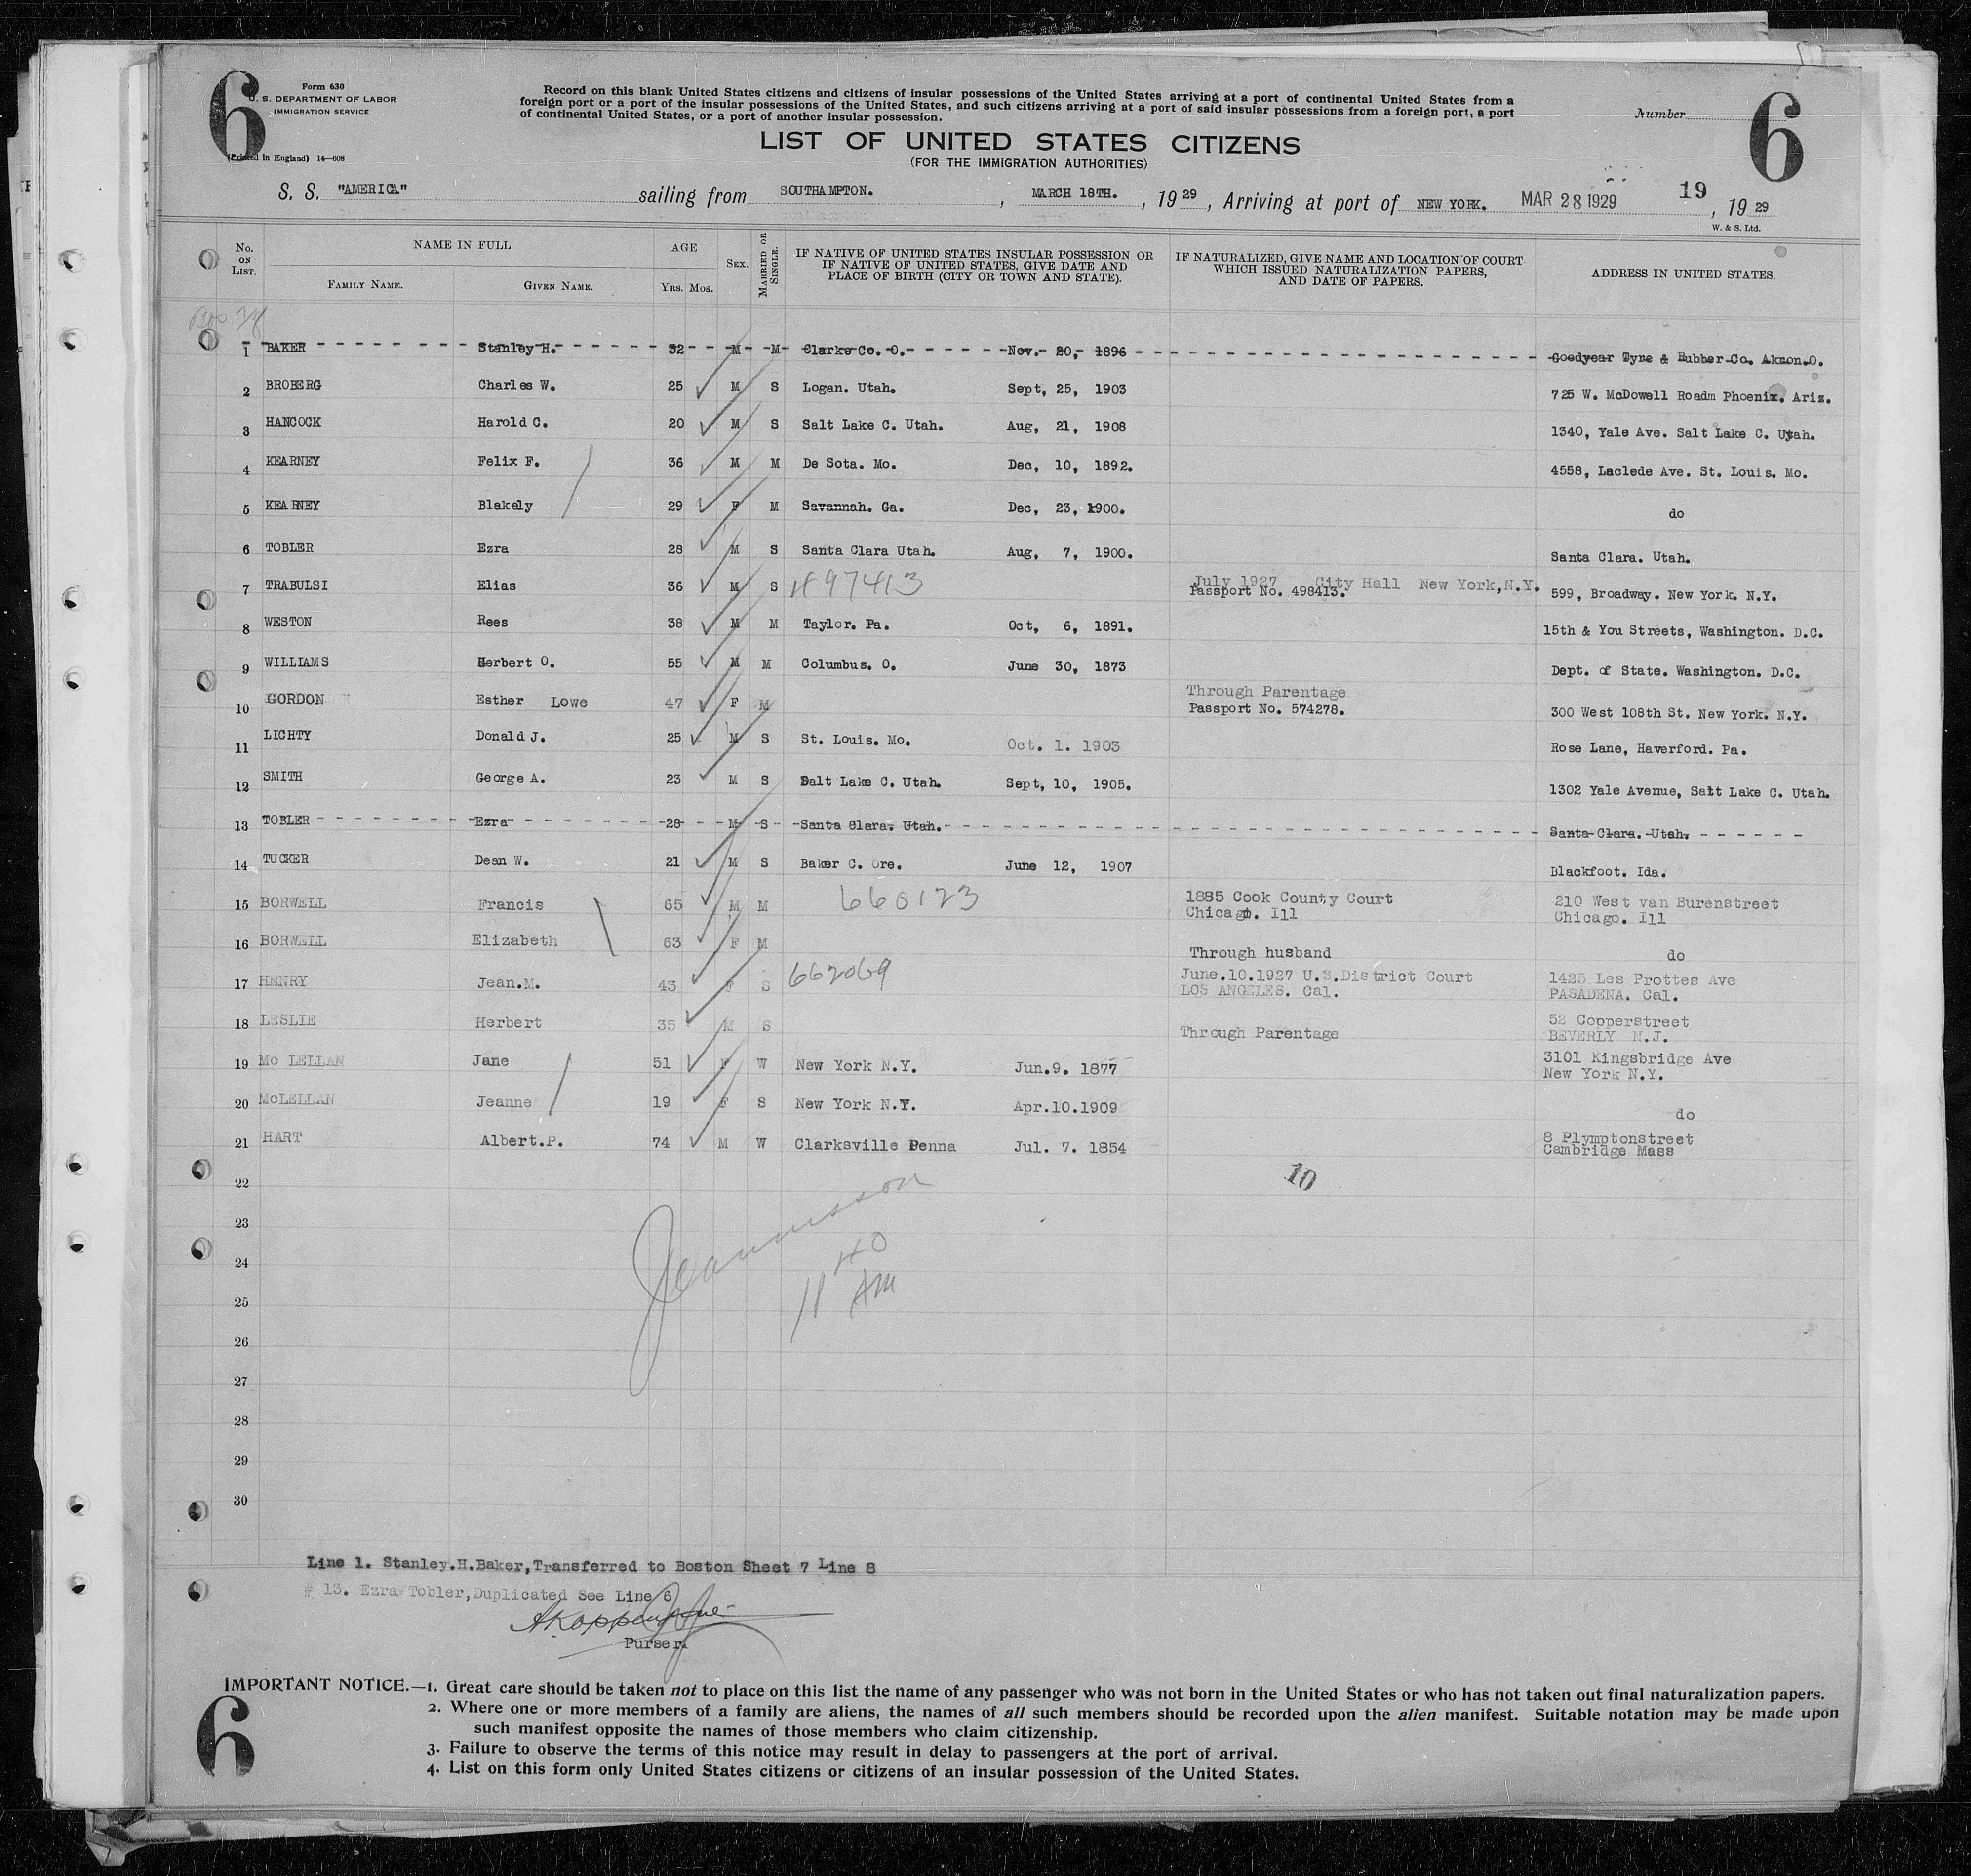 6
Form 630
U. S. DEPARTMENT OF LABOR
IMMIGRATION SERVICE
(Printed in England) 14—608
Record on this blank United States citizens and citizens of insular possessions of the United States arriving at a port of continental United States from a
foreign port or a port of the insular possessions of the United States, and such citizens arriving at a port of said insular possessions from a foreign port, a port
of continental United States, or a port of another insular possession.
Number
6
LIST OF UNITED STATES CITIZENS
(FOR THE IMMIGRATION AUTHORITIES)
S. S. "AMERICA" sailing from SOUTHAMPTON. , MARCH 18TH. , 1929 , Arriving at port of NEW YORK. MAR 28 1929 19 , 1929
W. & S. Ltd.
No. ON LIST. NAME IN FULL FAMILY NAME. GIVEN NAME. AGE YRS. MOS. SEX. MARRIED OR SINGLE. IF NATIVE OF UNITED STATES INSULAR POSSESSION OR IF NATIVE OF UNITED STATES, GIVE DATE AND PLACE OF BIRTH (CITY OR TOWN AND STATE). IF NATURALIZED, GIVE NAME AND LOCATION OF COURT WHICH ISSUED NATURALIZATION PAPERS, AND DATE OF PAPERS. ADDRESS IN UNITED STATES.
1 BAKER Stanley H. 32 M M Clarke Co. O. Nov. 20, 1896 Goodyear Tyre & Rubber Co. Akron.O.
2 BROBERG Charles W. 25 M S Logan. Utah. Sept, 25, 1903 725 W. McDowell Roadm Phoenix. Ariz.
3 HANCOCK Harold C. 20 M S Salt Lake C. Utah. Aug, 21, 1908 1340, Yale Ave. Salt Lake C. Utah.
4 KEARNEY Felix F. 36 M M De Sota. Mo. Dec, 10, 1892. 4558, Laclede Ave. St. Louis. Mo.
5 KEARNEY Blakely 29 F M Savannah. Ga. Dec, 23, 1900. do
6 TOBLER Ezra 28 M S Santa Clara Utah. Aug, 7, 1900. Santa Clara. Utah.
7 TRABULSI Elias 36 M S July 1927 City Hall New York,N.Y.
Passport No. 498413. 599, Broadway. New York. N.Y.
8 WESTON Rees 38 M M Taylor. Pa. Oct, 6, 1891. 15th & You Streets, Washington. D.C.
9 WILLIAMS Herbert O. 55 M M Columbus. O. June 30, 1873 Dept. of State. Washington. D.C.
10 GORDON Esther Lowe 47 F M Through Parentage
Passport No. 574278. 300 West 108th St. New York. N.Y.
11 LICHTY Donald J. 25 M S St. Louis. Mo. Oct. 1. 1903 Rose Lane, Haverford. Pa.
12 SMITH George A. 23 M S Salt Lake C. Utah. Sept, 10, 1905. 1302 Yale Avenue, Salt Lake C. Utah.
13 TOBLER Ezra 28 M S Santa Clara. Utah. Santa Clara. Utah.
14 TUCKER Dean W. 21 M S Baker C. Ore. June 12, 1907 Blackfoot. Ida.
15 BORWELL Francis 65 M M 660123 1885 Cook County Court
Chicago. Ill 210 West van Burenstreet
Chicago. Ill
16 BORWELL Elizabeth 63 F M Through husband do
17 HENRY Jean.M. 43 F S 662069 June.10.1927 U.S.District Court
LOS ANGELES. Cal. 1425 Les Prottes Ave
PASADENA. Cal.
18 LESLIE Herbert 35 M S Through Parentage 52 Copperstreet
BEVERLY N.J.
19 Mc LELLAN Jane 51 F W New York N.Y. Jun.9. 1877 3101 Kingsbridge Ave
New York N.Y.
20 McLELLAN Jeanne 19 F S New York N.Y. Apr.10.1909 do
21 HART Albert.P. 74 M W Clarksville Penna Jul. 7. 1854 8 Plymptonstreet
Cambridge Mass
10
22
23
24
25
11 40 AM
26
27
28
29
30
Line 1. Stanley.H.Baker,Transferred to Boston Sheet 7 Line 8
# 13. Ezra Tobler,Duplicated See Line 6
Purser.
IMPORTANT NOTICE.—1. Great care should be taken not to place on this list the name of any passenger who was not born in the United States or who has not taken out final naturalization papers.
2. Where one or more members of a family are aliens, the names of all such members should be recorded upon the alien manifest. Suitable notation may be made upon
such manifest opposite the names of those members who claim citizenship.
3. Failure to observe the terms of this notice may result in delay to passengers at the port of arrival.
4. List on this form only United States citizens or citizens of an insular possession of the United States.
6